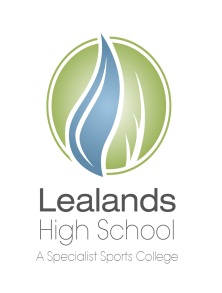 Lealands
High School
A Specialist Sports College